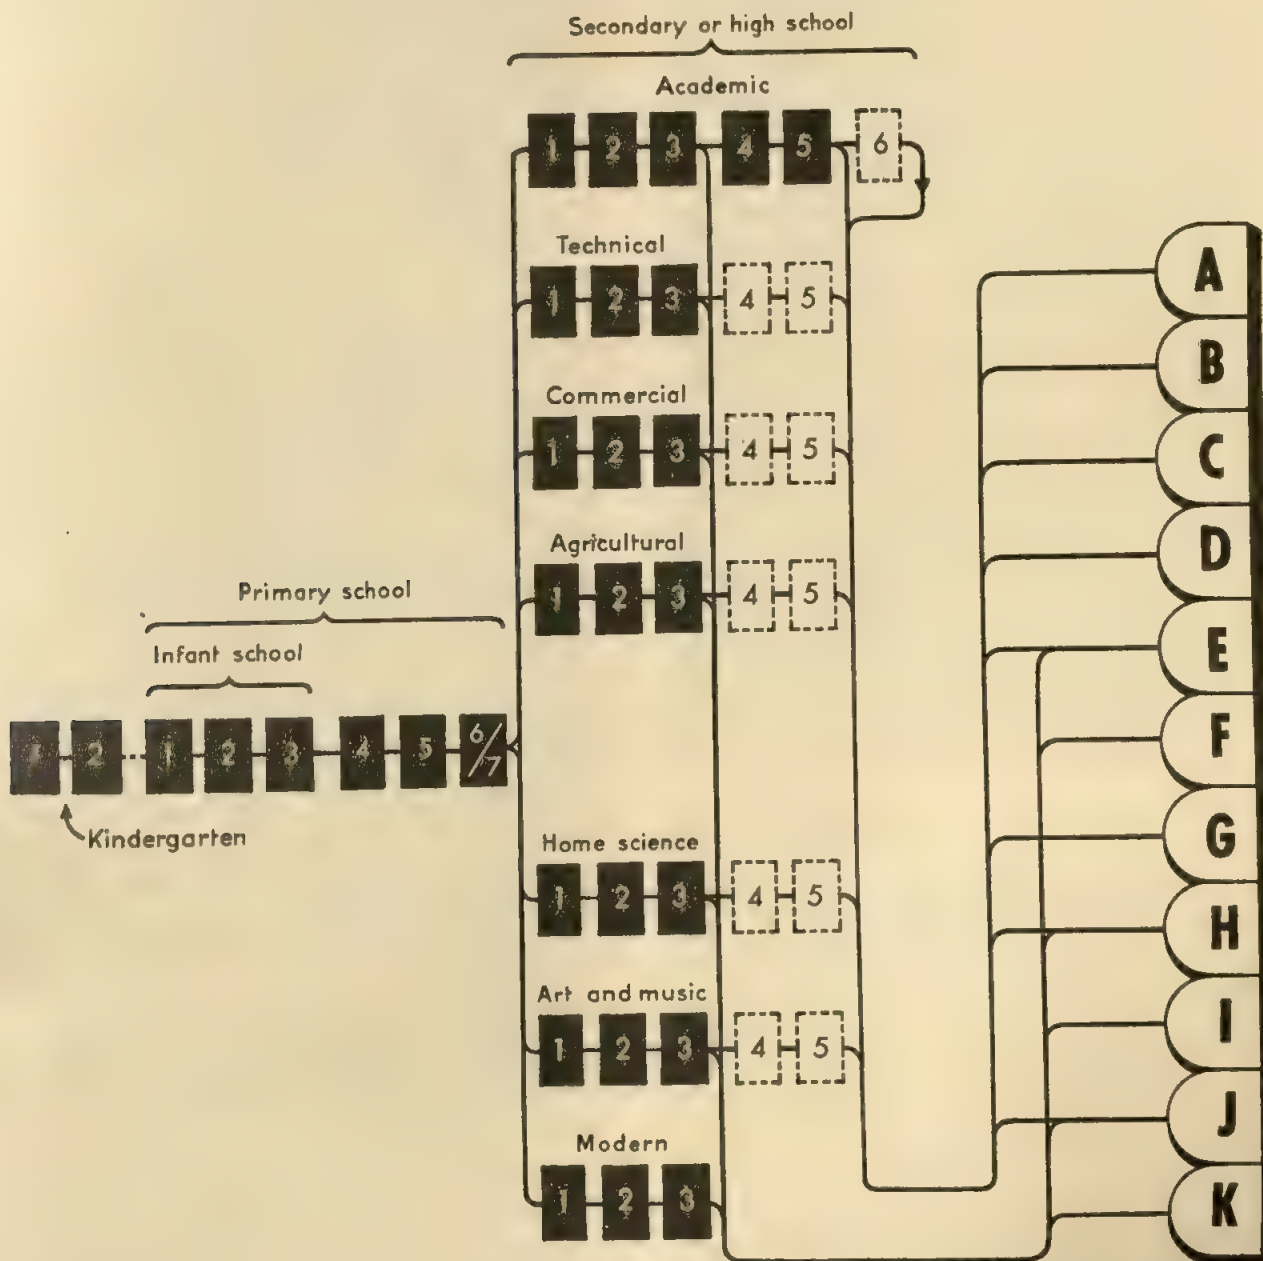 Secondary or high school
Academic
1 2 3 4 5 6
Technical
1 2 3 4 5
Commercial
1 2 3 4 5
Agricultural
1 2 3 4 5
Primary school
Infant school
1 2 1 2 3 4 5 6/7
Kindergarten
Home science
1 2 3 4 5
Art and music
1 2 3 4 5
Modern
1 2 3
A
B
C
D
E
F
G
H
I
J
K